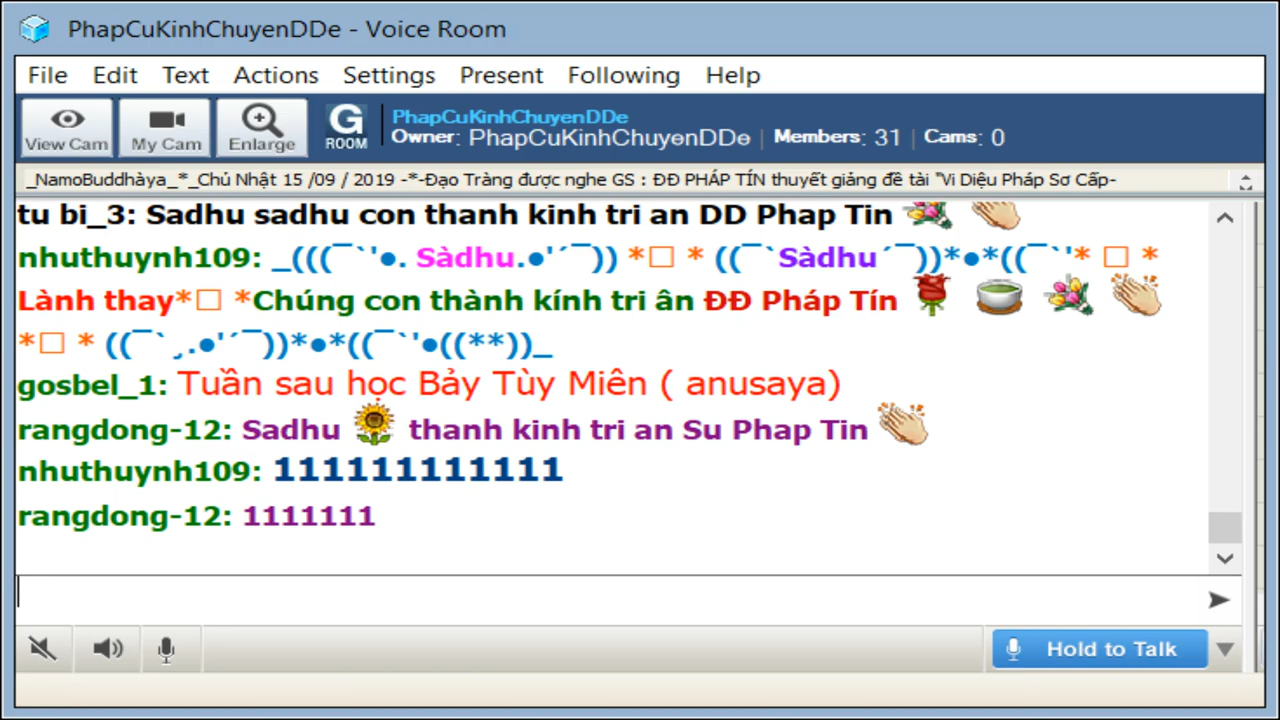 PhapCuKinhChuyenDDe - Voice Room
File Edit Text Actions Settings Present Following Help
View Cam My Cam Enlarge G ROOM PhapCuKinhChuyenDDe
Owner: PhapCuKinhChuyenDDe | Members: 31 | Cams: 0
_NamoBuddhàya_*_Chủ Nhật 15 /09 / 2019 -*-Đạo Tràng được nghe GS : ĐĐ PHÁP TÍN thuyết giảng đề tài "Vi Diệu Pháp Sơ Cấp-
tu bi_3: Sadhu sadhu con thanh kinh tri an DD Phap Tin
nhuthuynh109: _(((¯`'●. Sàdhu.●'´¯)) *□ * ((¯`Sàdhu´¯))*●*((¯`'* □ *
Lành thay*□ *Chúng con thành kính tri ân ĐĐ Pháp Tín
*□ * ((¯`¸.●'´¯))*●*((¯`'●((**))_
gosbel_1: Tuần sau học Bảy Tùy Miên ( anusaya)
rangdong-12: Sadhu thanh kinh tri an Su Phap Tin
nhuthuynh109: 111111111111
rangdong-12: 1111111
Hold to Talk